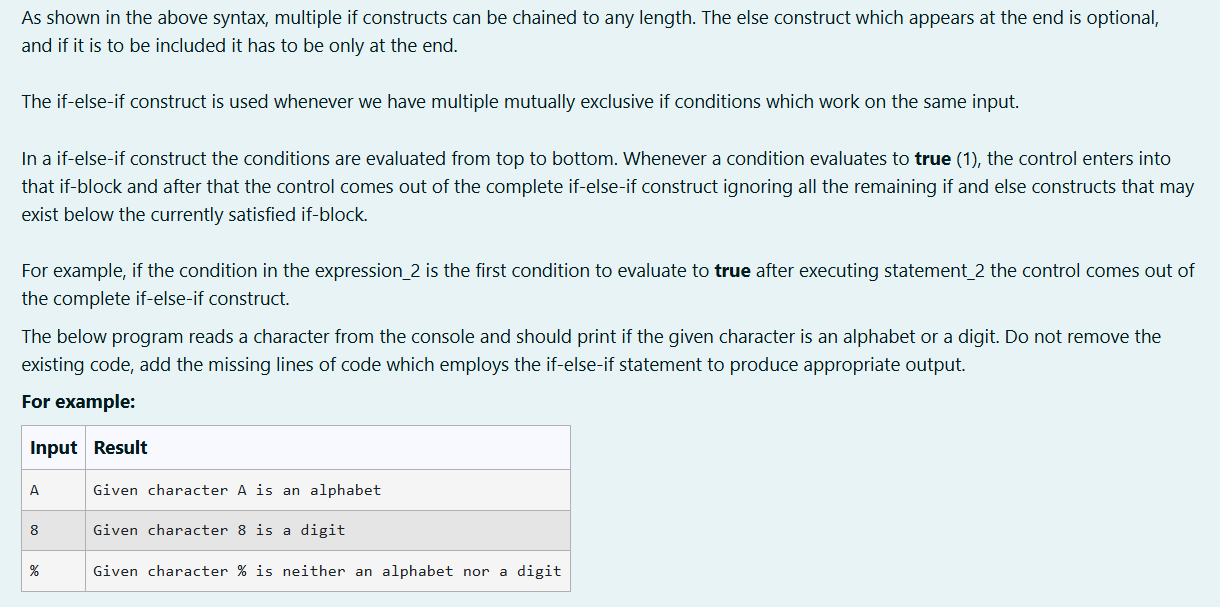 As shown in the above syntax, multiple if constructs can be chained to any length. The else construct which appears at the end is optional,
and if it is to be included it has to be only at the end.
The if-else-if construct is used whenever we have multiple mutually exclusive if conditions which work on the same input.
In a if-else-if construct the conditions are evaluated from top to bottom. Whenever a condition evaluates to true (1), the control enters into
that if-block and after that the control comes out of the complete if-else-if construct ignoring all the remaining if and else constructs that may
exist below the currently satisfied if-block.
For example, if the condition in the expression_2 is the first condition to evaluate to true after executing statement_2 the control comes out of
the complete if-else-if construct.
The below program reads a character from the console and should print if the given character is an alphabet or a digit. Do not remove the
existing code, add the missing lines of code which employs the if-else-if statement to produce appropriate output.
For example:
Input Result
A Given character A is an alphabet
8 Given character 8 is a digit
% Given character % is neither an alphabet nor a digit